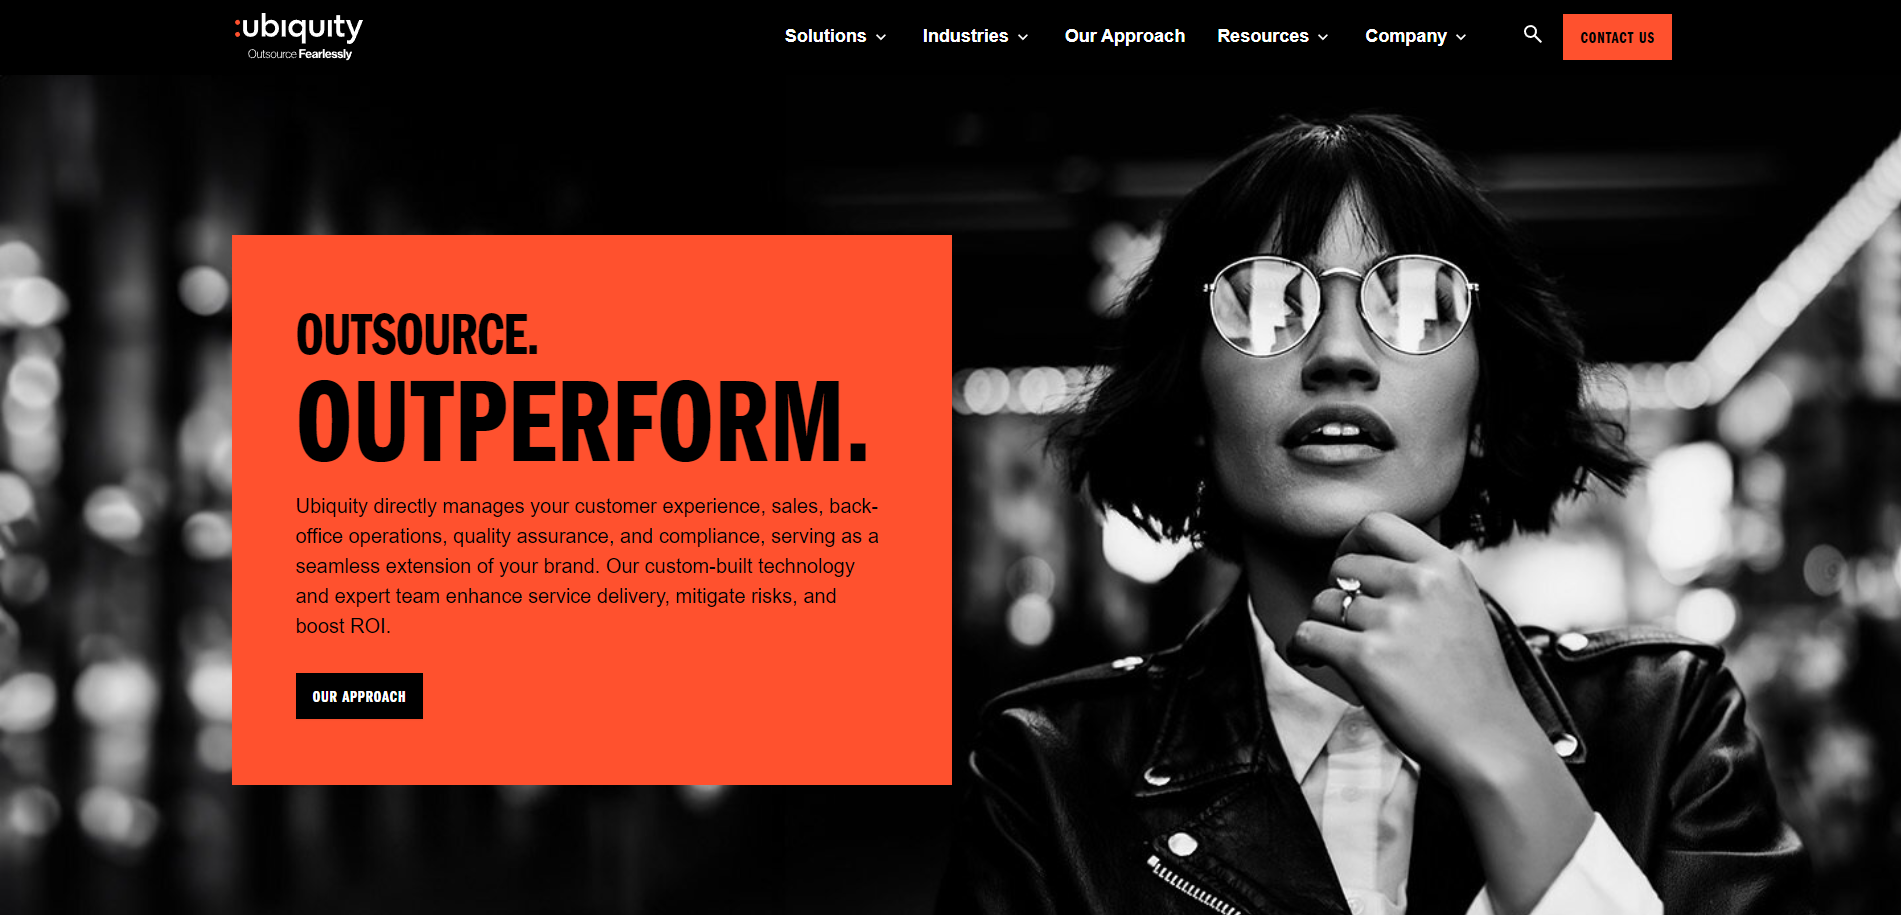 :ubiquity
Outsource Fearlessly
Solutions
Industries
Our Approach
Resources
Company
CONTACT US
OUTSOURCE.
OUTPERFORM.
Ubiquity directly manages your customer experience, sales, back-
office operations, quality assurance, and compliance, serving as a
seamless extension of your brand. Our custom-built technology
and expert team enhance service delivery, mitigate risks, and
boost ROI.
OUR APPROACH